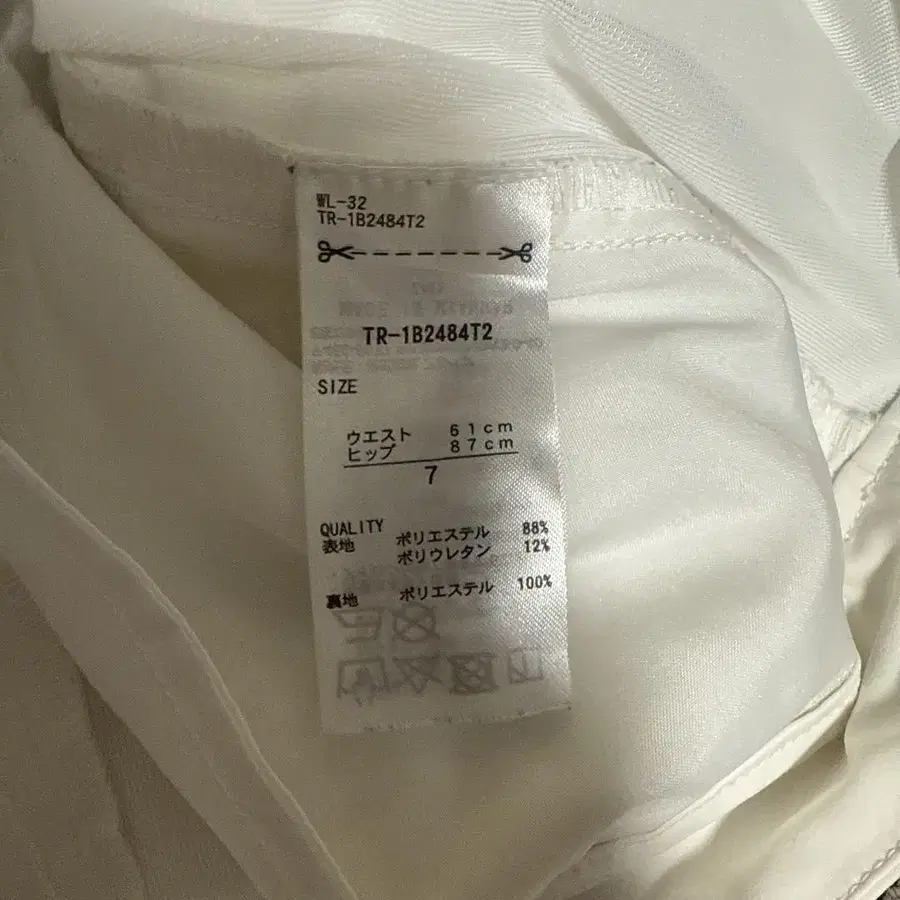 WL-32
TR-1B2484T2
TR-1B2484T2
SIZE
ウエスト 61cm
ヒップ 87cm
7
QUALITY
表地 ポリエステル 88%
ポリウレタン 12%
裏地 ポリエステル 100%